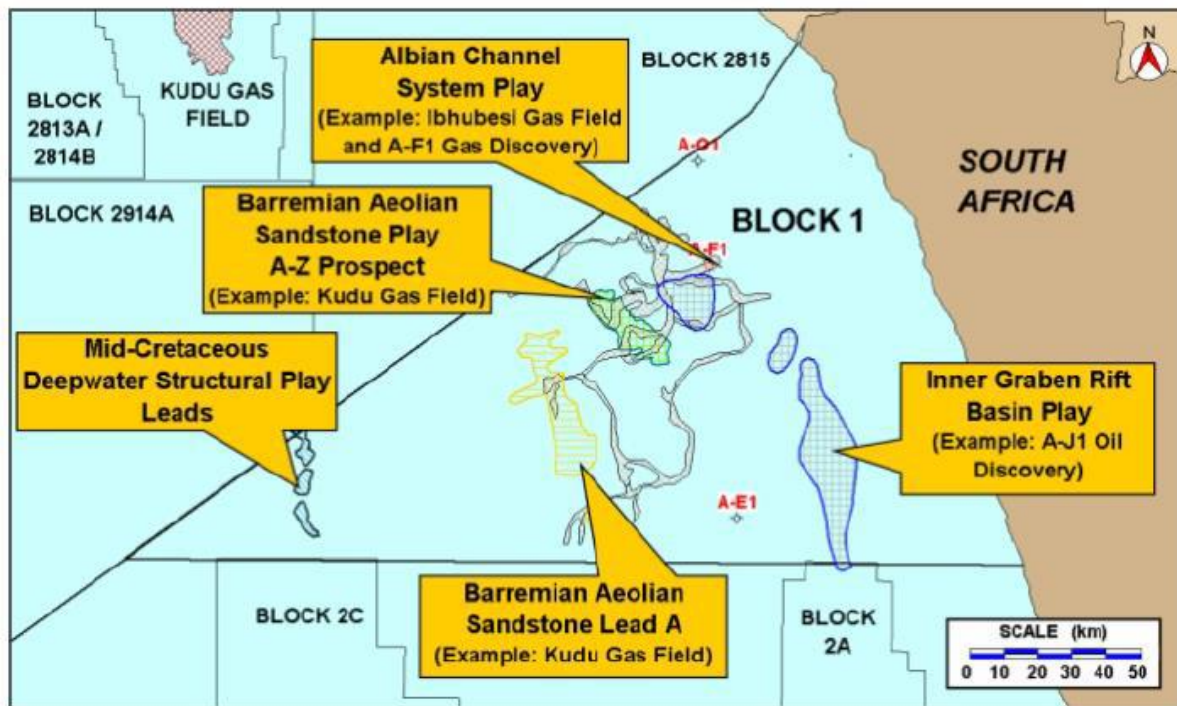 Albian Channel
System Play
(Example: Ibhubesi Gas Field
and A-F1 Gas Discovery)
BLOCK 2815
N
BLOCK
2813A /
2814B
KUDU GAS
FIELD
A-O1
SOUTH
AFRICA
BLOCK 2914A
Barremian Aeolian
Sandstone Play
A-Z Prospect
(Example: Kudu Gas Field)
BLOCK 1
A-F1
Mid-Cretaceous
Deepwater Structural Play
Leads
Inner Graben Rift
Basin Play
(Example: A-J1 Oil
Discovery)
A-E1
BLOCK 2C
Barremian Aeolian
Sandstone Lead A
(Example: Kudu Gas Field)
BLOCK
2A
SCALE (km)
0 10 20 30 40 50